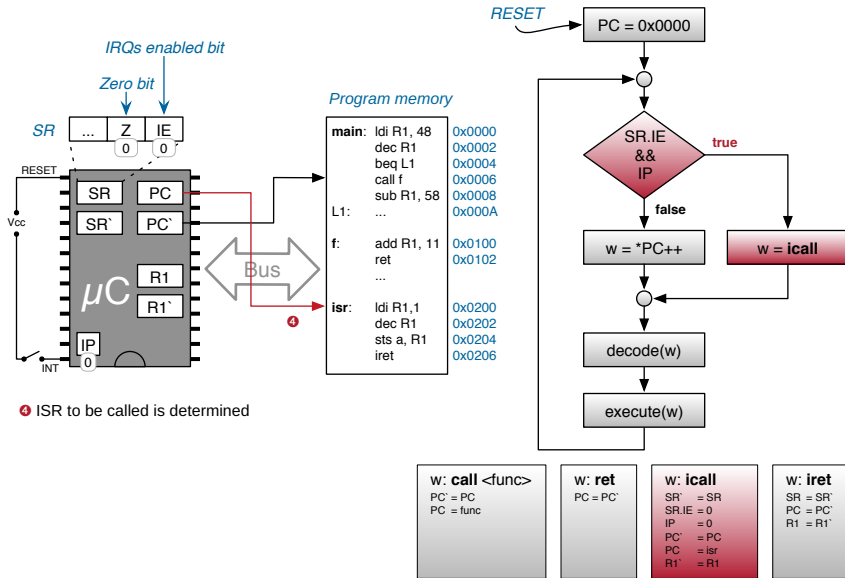 IRQs enabled bit
Zero bit
SR
... Z IE
0 0
RESET
Vcc
SR PC
SR` PC`
µC
R1
R1`
IP
0
INT
Bus
Program memory
main: ldi R1, 48 0x0000
dec R1 0x0002
beq L1 0x0004
call f 0x0006
sub R1, 58 0x0008
L1: ... 0x000A
f: add R1, 11 0x0100
ret 0x0102
...
isr: ldi R1,1 0x0200
dec R1 0x0202
sts a, R1 0x0204
iret 0x0206
4
4 ISR to be called is determined
RESET
PC = 0x0000
SR.IE
&&
IP
true
false
w = *PC++
w = icall
decode(w)
execute(w)
w: call <func>
PC` = PC
PC = func
w: ret
PC = PC`
w: icall
SR` = SR
SR.IE = 0
IP = 0
PC` = PC
PC = isr
R1` = R1
w: iret
SR = SR`
PC = PC`
R1 = R1`